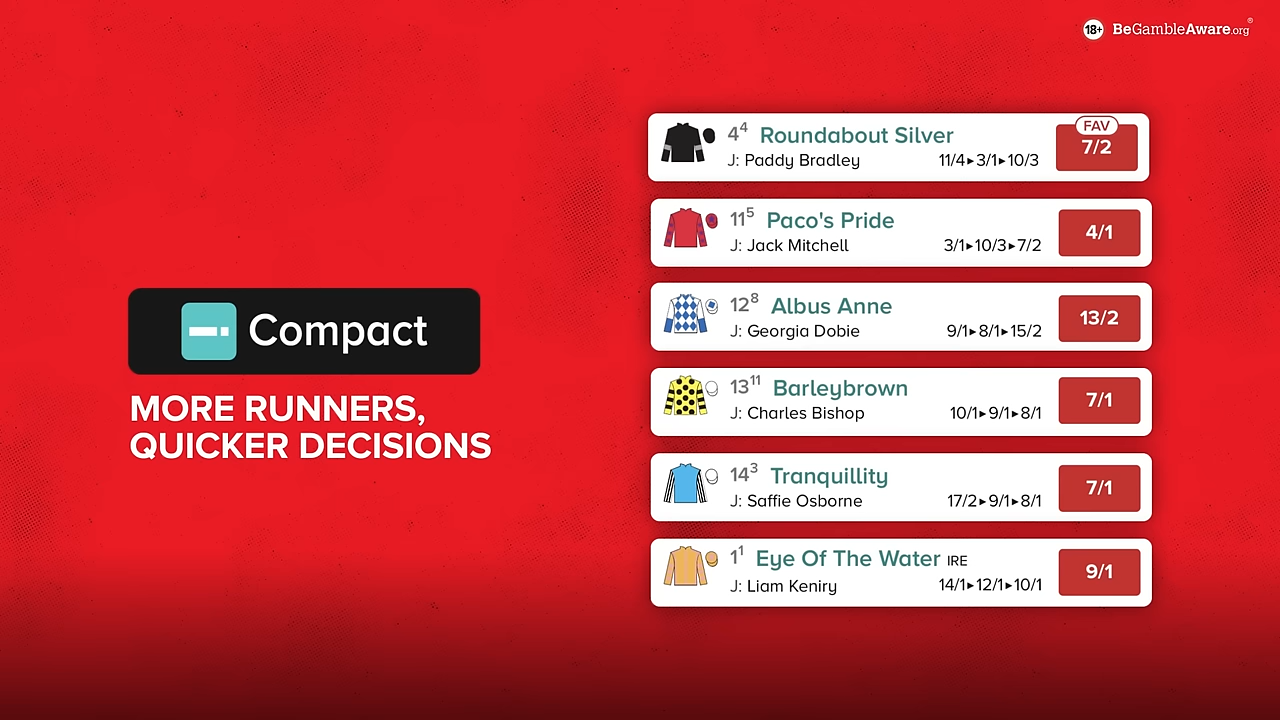 18+ BeGambleAware.org®
Compact
MORE RUNNERS,
QUICKER DECISIONS
4⁴ Roundabout Silver
J: Paddy Bradley 11/4▸3/1▸10/3
FAV
7/2
11⁵ Paco's Pride
J: Jack Mitchell 3/1▸10/3▸7/2
4/1
12⁸ Albus Anne
J: Georgia Dobie 9/1▸8/1▸15/2
13/2
13¹¹ Barleybrown
J: Charles Bishop 10/1▸9/1▸8/1
7/1
14³ Tranquillity
J: Saffie Osborne 17/2▸9/1▸8/1
7/1
1¹ Eye Of The Water IRE
J: Liam Keniry 14/1▸12/1▸10/1
9/1